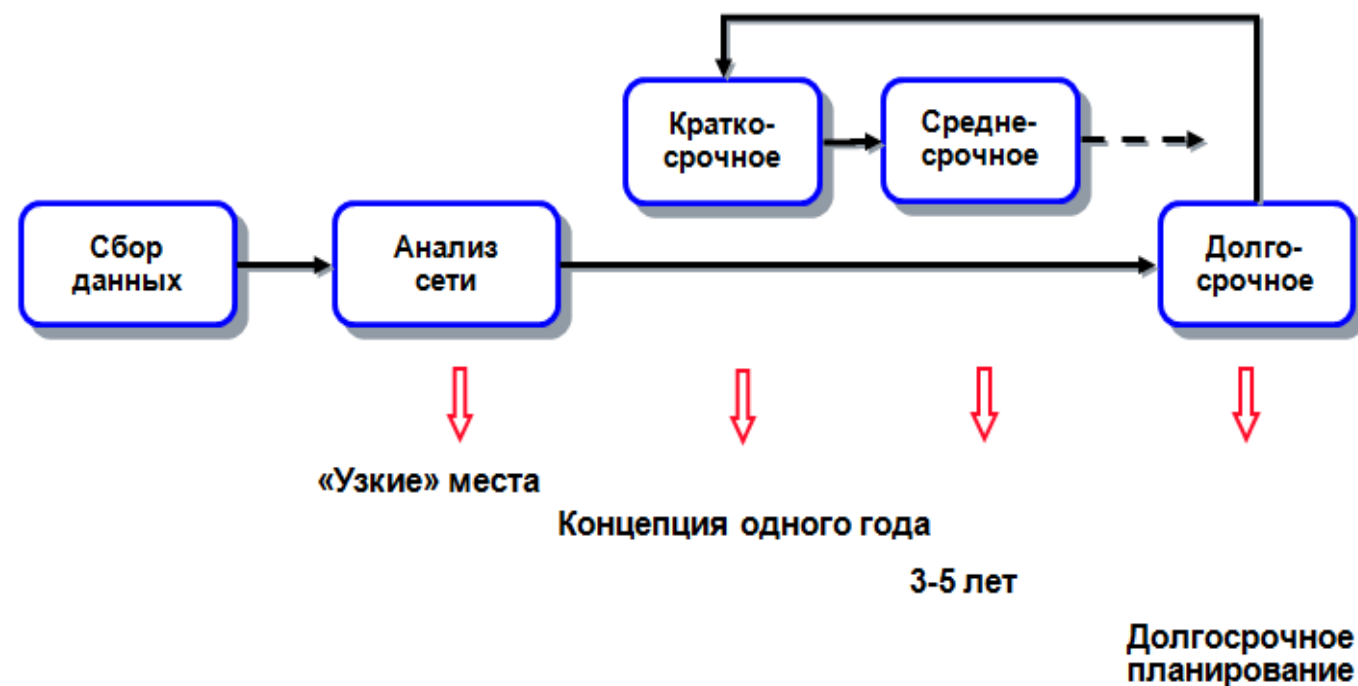 Кратко-
срочное
Средне-
срочное
Сбор
данных
Анализ
сети
Долго-
срочное
«Узкие» места
Концепция одного года
3-5 лет
Долгосрочное
планирование